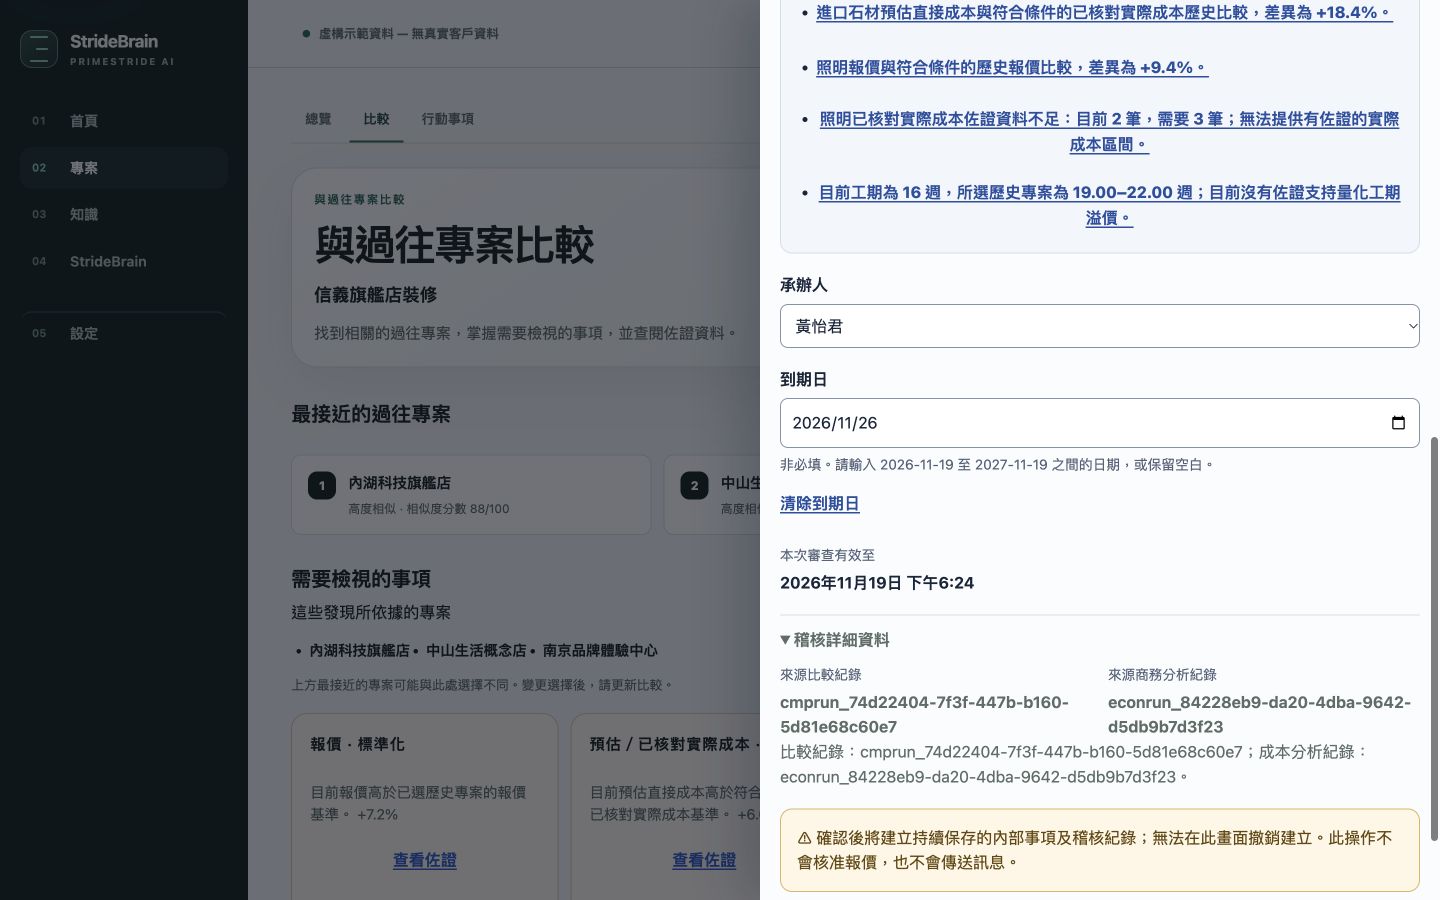 StrideBrain
PRIMESTRIDE AI
01 首頁
02 專案
03 知識
04 StrideBrain
05 設定
虛構示範資料 — 無真實客戶資料
總覽 比較 行動事項
與過往專案比較
與過往專案比較
信義旗艦店裝修
找到相關的過往專案，掌握需要檢視的事項，並查閱佐證資料。
最接近的過往專案
1 內湖科技旗艦店
高度相似 · 相似度分數 88/100
2 中山生
高度相
需要檢視的事項
這些發現所依據的專案
• 內湖科技旗艦店 • 中山生活概念店 • 南京品牌體驗中心
上方最接近的專案可能與此處選擇不同。變更選擇後，請更新比較。
報價 · 標準化
目前報價高於已選歷史專案的報價
基準。 +7.2%
查看佐證
預估 / 已核對實際成本 ·
目前預估直接成本高於符合
已核對實際成本基準。 +6.
查看佐證
• 進口石材預估直接成本與符合條件的已核對實際成本歷史比較，差異為 +18.4%。
• 照明報價與符合條件的歷史報價比較，差異為 +9.4%。
• 照明已核對實際成本佐證資料不足：目前 2 筆，需要 3 筆；無法提供有佐證的實際
成本區間。
• 目前工期為 16 週，所選歷史專案為 19.00–22.00 週；目前沒有佐證支持量化工期
溢價。
承辦人
黃怡君
到期日
2026/11/26
非必填。請輸入 2026-11-19 至 2027-11-19 之間的日期，或保留空白。
清除到期日
本次審查有效至
2026年11月19日 下午6:24
▼稽核詳細資料
來源比較紀錄
cmprun_74d22404-7f3f-447b-b160-
5d81e68c60e7
來源商務分析紀錄
econrun_84228eb9-da20-4dba-9642-
d5db9b7d3f23
比較紀錄：cmprun_74d22404-7f3f-447b-b160-5d81e68c60e7；成本分析紀錄：
econrun_84228eb9-da20-4dba-9642-d5db9b7d3f23。
⚠ 確認後將建立持續保存的內部事項及稽核紀錄；無法在此畫面撤銷建立。此操作不
會核准報價，也不會傳送訊息。